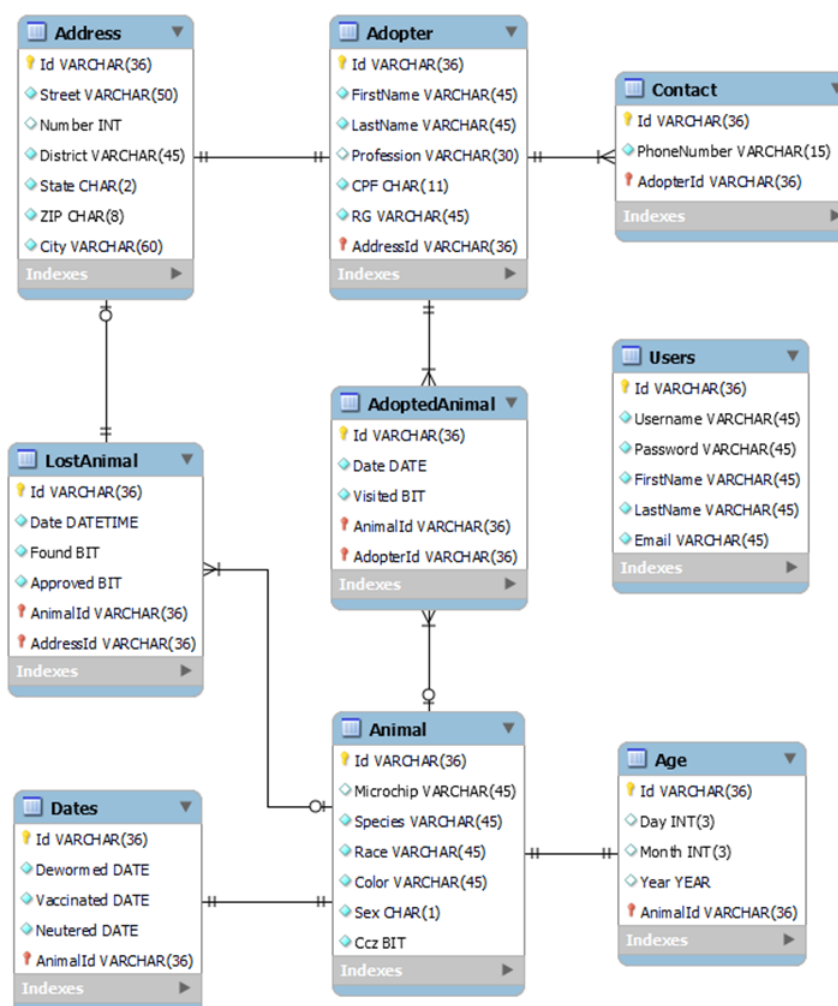 Address
Id VARCHAR(36)
Street VARCHAR(50)
Number INT
District VARCHAR(45)
State CHAR(2)
ZIP CHAR(8)
City VARCHAR(60)
Indexes
Adopter
Id VARCHAR(36)
FirstName VARCHAR(45)
LastName VARCHAR(45)
Profession VARCHAR(30)
CPF CHAR(11)
RG VARCHAR(45)
AddressId VARCHAR(36)
Indexes
Contact
Id VARCHAR(36)
PhoneNumber VARCHAR(15)
AdopterId VARCHAR(36)
Indexes
Users
Id VARCHAR(36)
Username VARCHAR(45)
Password VARCHAR(45)
FirstName VARCHAR(45)
LastName VARCHAR(45)
Email VARCHAR(45)
Indexes
AdoptedAnimal
Id VARCHAR(36)
Date DATE
Visited BIT
AnimalId VARCHAR(36)
AdopterId VARCHAR(36)
Indexes
LostAnimal
Id VARCHAR(36)
Date DATETIME
Found BIT
Approved BIT
AnimalId VARCHAR(36)
AddressId VARCHAR(36)
Indexes
Animal
Id VARCHAR(36)
Microchip VARCHAR(45)
Species VARCHAR(45)
Race VARCHAR(45)
Color VARCHAR(45)
Sex CHAR(1)
Ccz BIT
Indexes
Age
Id VARCHAR(36)
Day INT(3)
Month INT(3)
Year YEAR
AnimalId VARCHAR(36)
Indexes
Dates
Id VARCHAR(36)
Dewormed DATE
Vaccinated DATE
Neutered DATE
AnimalId VARCHAR(36)
Indexes